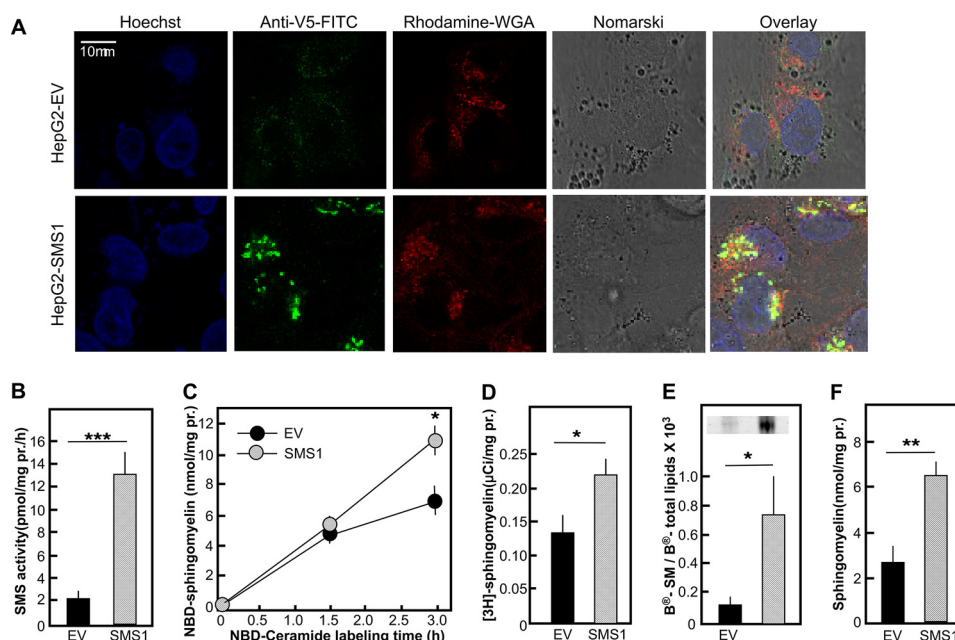 A
Hoechst
Anti-V5-FITC
Rhodamine-WGA
Nomarski
Overlay
10mm
HepG2-EV
HepG2-SMS1
B
SMS activity(pmol/mg pr./h)
16
14
12
10
8
6
4
2
0
***
EV
SMS1
C
NBD-sphingomyelin (nmol/mg pr.)
12
10
8
6
4
2
0
EV
SMS1
*
0
0.5
1.0
1.5
2.0
2.5
3.0
NBD-Ceramide labeling time (h)
D
[3H]-sphingomyelin(µCi/mg pr.)
0.25
0.20
0.15
0.10
0.05
0
*
EV
SMS1
E
B®- SM / B®- total lipids X 10³
1.0
0.8
0.6
0.4
0.2
0
*
EV
F
Sphingomyelin(nmol/mg pr.)
8
6
4
2
0
**
EV
SMS1